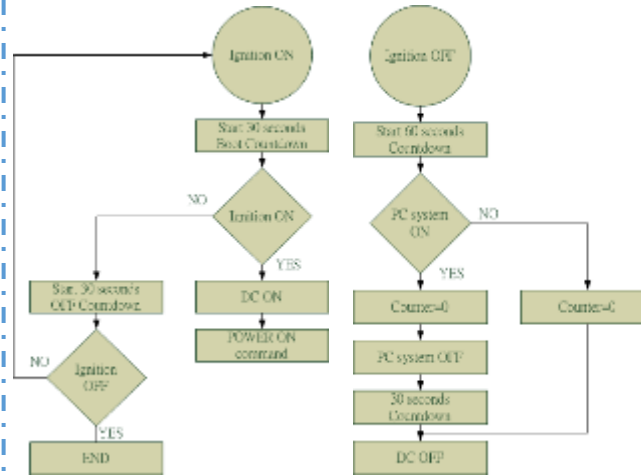 Ignition ON
Start 30 seconds
Boot Countdown
Ignition ON
NO
YES
Start 30 seconds
OFF Countdown
DC ON
POWER ON
command
Ignition
OFF
NO
YES
END
Ignition OFF
Start 60 seconds
Countdown
PC system
ON
NO
YES
Counter=0
Counter=0
PC system OFF
30 seconds
Countdown
DC OFF